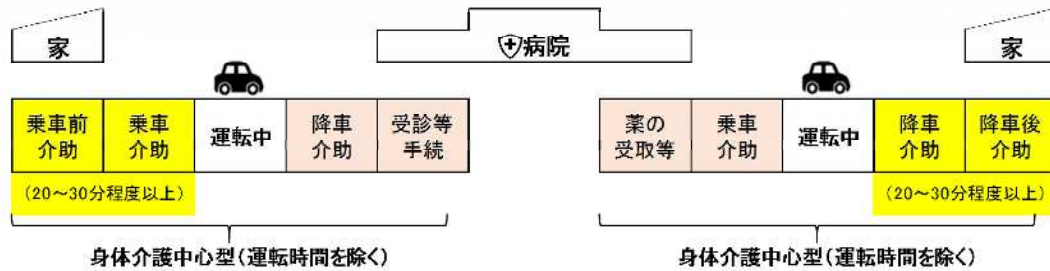 家
病院
家
乗車前
介助
乗車
介助
運転中
降車
介助
受診等
手続
薬の
受取等
乗車
介助
運転中
降車
介助
降車後
介助
(20～30分程度以上)
(20～30分程度以上)
身体介護中心型(運転時間を除く)
身体介護中心型(運転時間を除く)